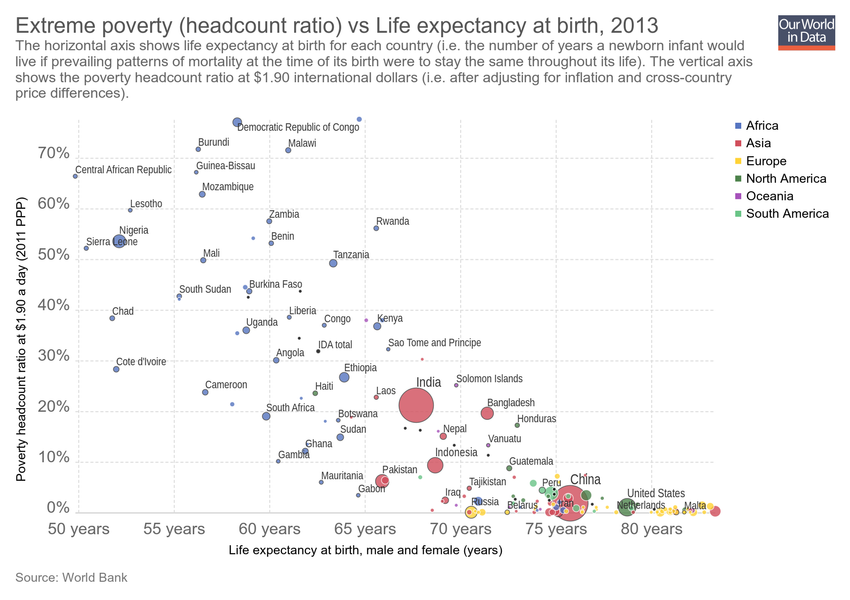 Extreme poverty (headcount ratio) vs Life expectancy at birth, 2013
Our World
in Data
The horizontal axis shows life expectancy at birth for each country (i.e. the number of years a newborn infant would
live if prevailing patterns of mortality at the time of its birth were to stay the same throughout its life). The vertical axis
shows the poverty headcount ratio at $1.90 international dollars (i.e. after adjusting for inflation and cross-country
price differences).
Africa
Asia
Europe
North America
Oceania
South America
Poverty headcount ratio at $1.90 a day (2011 PPP)
70%
60%
50%
40%
30%
20%
10%
0%
Democratic Republic of Congo
Burundi
Malawi
Central African Republic
Guinea-Bissau
Mozambique
Lesotho
Zambia
Rwanda
Nigeria
Sierra Leone
Benin
Mali
Tanzania
South Sudan
Burkina Faso
Chad
Liberia
Congo
Kenya
Uganda
Angola
IDA total
Sao Tome and Principe
Cote d'Ivoire
Ethiopia
Cameroon
Haiti
Laos
India
Solomon Islands
South Africa
Botswana
Bangladesh
Honduras
Sudan
Nepal
Ghana
Vanuatu
Gambia
Indonesia
Guatemala
Mauritania
Pakistan
Gabon
Tajikistan
Peru
China
Iraq
Russia
Belarus
Iran
United States
Netherlands
Malta
50 years
55 years
60 years
65 years
70 years
75 years
80 years
Life expectancy at birth, male and female (years)
Source: World Bank